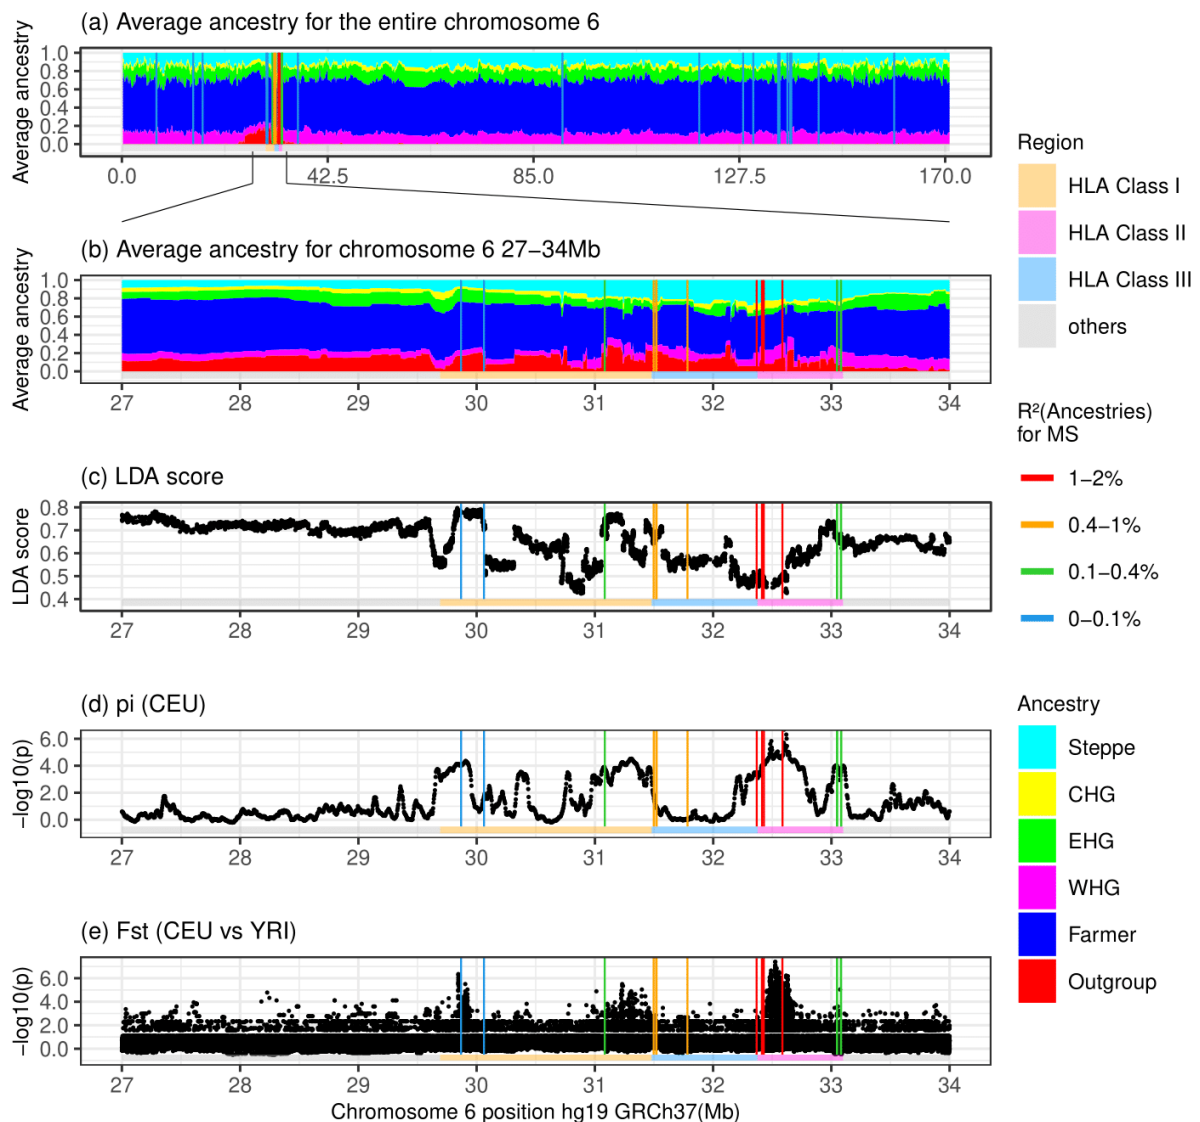 (a) Average ancestry for the entire chromosome 6
Average ancestry
1.0
0.8
0.6
0.4
0.2
0.0
0.0 42.5 85.0 127.5 170.0
(b) Average ancestry for chromosome 6 27−34Mb
Average ancestry
1.0
0.8
0.6
0.4
0.2
0.0
27 28 29 30 31 32 33 34
(c) LDA score
LDA score
0.8
0.7
0.6
0.5
0.4
27 28 29 30 31 32 33 34
(d) pi (CEU)
−log10(p)
6.0
4.0
2.0
0.0
27 28 29 30 31 32 33 34
(e) Fst (CEU vs YRI)
−log10(p)
6.0
4.0
2.0
0.0
27 28 29 30 31 32 33 34
Chromosome 6 position hg19 GRCh37(Mb)
Region
HLA Class I
HLA Class II
HLA Class III
others
R²(Ancestries)
for MS
1−2%
0.4−1%
0.1−0.4%
0−0.1%
Ancestry
Steppe
CHG
EHG
WHG
Farmer
Outgroup